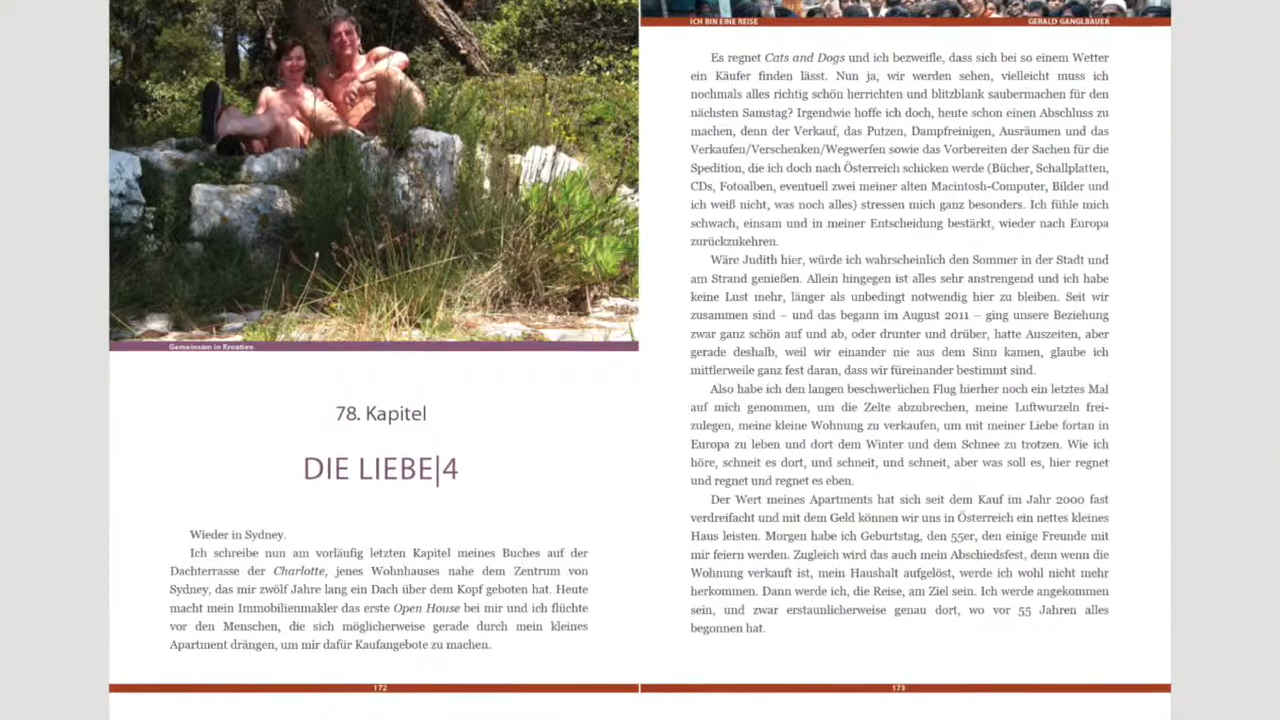 Gemeinsam in Kroatien
78. Kapitel
DIE LIEBE|4
Wieder in Sydney.
Ich schreibe nun am vorläufig letzten Kapitel meines Buches auf der
Dachterrasse der Charlotte, jenes Wohnhauses nahe dem Zentrum von
Sydney, das mir zwölf Jahre lang ein Dach über dem Kopf geboten hat. Heute
macht mein Immobilienmakler das erste Open House bei mir und ich flüchte
vor den Menschen, die sich möglicherweise gerade durch mein kleines
Apartment drängen, um mir dafür Kaufangebote zu machen.
172
ICH BIN EINE REISE
GERALD GANGLBAUER
Es regnet Cats and Dogs und ich bezweifle, dass sich bei so einem Wetter
ein Käufer finden lässt. Nun ja, wir werden sehen, vielleicht muss ich
nochmals alles richtig schön herrichten und blitzblank saubermachen für den
nächsten Samstag? Irgendwie hoffe ich doch, heute schon einen Abschluss zu
machen, denn der Verkauf, das Putzen, Dampfreinigen, Ausräumen und das
Verkaufen/Verschenken/Wegwerfen sowie das Vorbereiten der Sachen für die
Spedition, die ich doch nach Österreich schicken werde (Bücher, Schallplatten,
CDs, Fotoalben, eventuell zwei meiner alten Macintosh-Computer, Bilder und
ich weiß nicht, was noch alles) stressen mich ganz besonders. Ich fühle mich
schwach, einsam und in meiner Entscheidung bestärkt, wieder nach Europa
zurückzukehren.
Wäre Judith hier, würde ich wahrscheinlich den Sommer in der Stadt und
am Strand genießen. Allein hingegen ist alles sehr anstrengend und ich habe
keine Lust mehr, länger als unbedingt notwendig hier zu bleiben. Seit wir
zusammen sind – und das begann im August 2011 – ging unsere Beziehung
zwar ganz schön auf und ab, oder drunter und drüber, hatte Auszeiten, aber
gerade deshalb, weil wir einander nie aus dem Sinn kamen, glaube ich
mittlerweile ganz fest daran, dass wir füreinander bestimmt sind.
Also habe ich den langen beschwerlichen Flug hierher noch ein letztes Mal
auf mich genommen, um die Zelte abzubrechen, meine Luftwurzeln frei-
zulegen, meine kleine Wohnung zu verkaufen, um mit meiner Liebe fortan in
Europa zu leben und dort dem Winter und dem Schnee zu trotzen. Wie ich
höre, schneit es dort, und schneit, und schneit, aber was soll es, hier regnet
und regnet und regnet es eben.
Der Wert meines Apartments hat sich seit dem Kauf im Jahr 2000 fast
verdreifacht und mit dem Geld können wir uns in Österreich ein nettes kleines
Haus leisten. Morgen habe ich Geburtstag, den 55er, den einige Freunde mit
mir feiern werden. Zugleich wird das auch mein Abschiedsfest, denn wenn die
Wohnung verkauft ist, mein Haushalt aufgelöst, werde ich wohl nicht mehr
herkommen. Dann werde ich, die Reise, am Ziel sein. Ich werde angekommen
sein, und zwar erstaunlicherweise genau dort, wo vor 55 Jahren alles
begonnen hat.
173